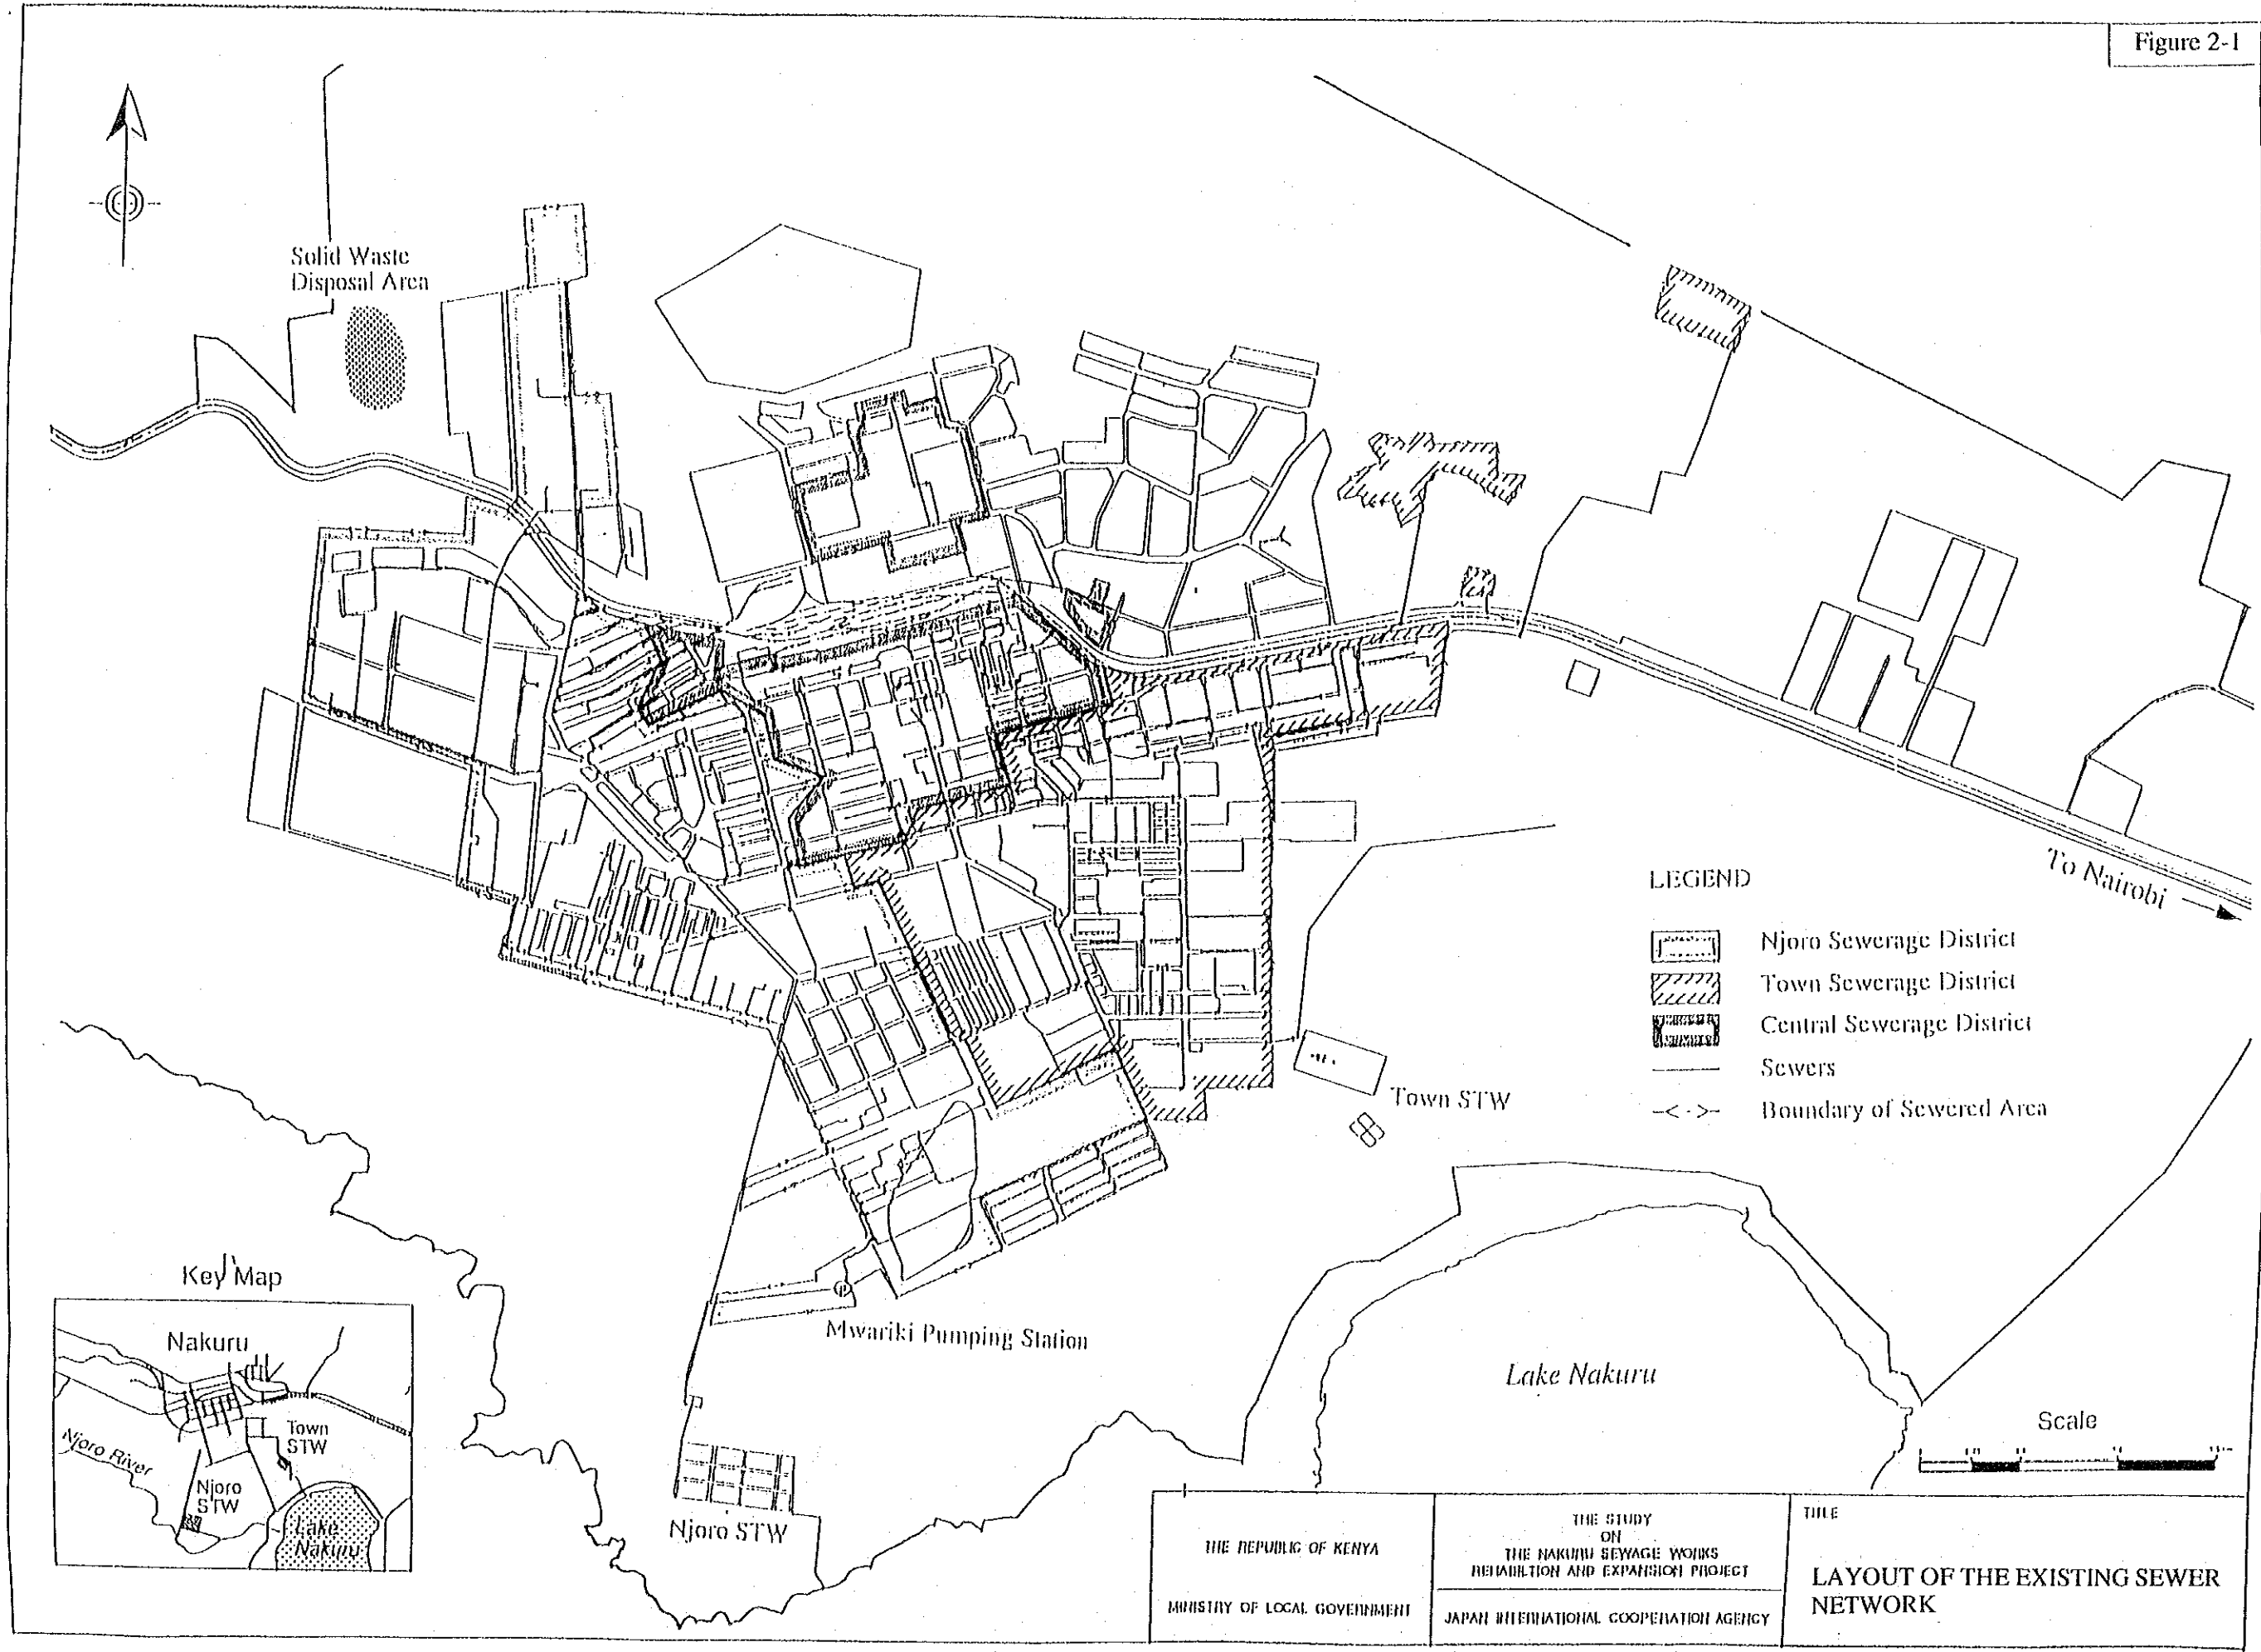 Figure 2-1
Solid Waste
Disposal Area
To Nairobi
LEGEND
Njoro Sewerage District
Town Sewerage District
Central Sewerage District
Sewers
Boundary of Sewered Area
Town STW
Mwariki Pumping Station
Lake Nakuru
Njoro STW
Key Map
Nakuru
Njoro River
Town
STW
Njoro
STW
Lake
Nakuru
Scale
THE REPUBLIC OF KENYA
MINISTRY OF LOCAL GOVERNMENT
THE STUDY
ON
THE NAKURU SEWAGE WORKS
REHABILTION AND EXPANSION PROJECT
JAPAN INTERNATIONAL COOPERATION AGENCY
TITLE
LAYOUT OF THE EXISTING SEWER
NETWORK